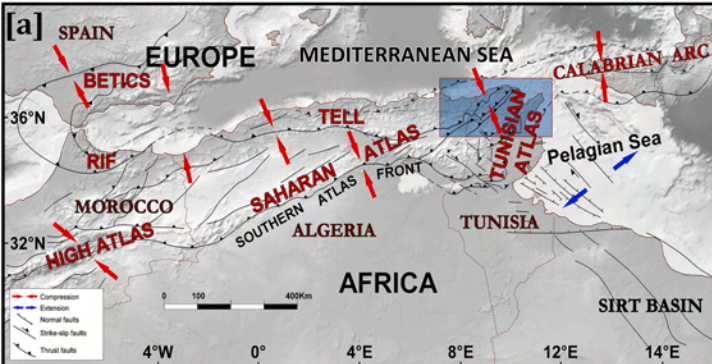 [a]
SPAIN
EUROPE
MEDITERRANEAN SEA
BETICS
CALABRIAN ARC
36°N
TELL
RIF
TUNISIAN
ATLAS
Pelagian Sea
SAHARAN ATLAS
MOROCCO
SOUTHERN ATLAS FRONT
ALGERIA
TUNISIA
32°N
HIGH ATLAS
AFRICA
SIRT BASIN
Compression
Extension
Normal faults
Strike-slip faults
Thrust faults
0 100 400Km
4°W 0° 4°E 8°E 10°E 14°E